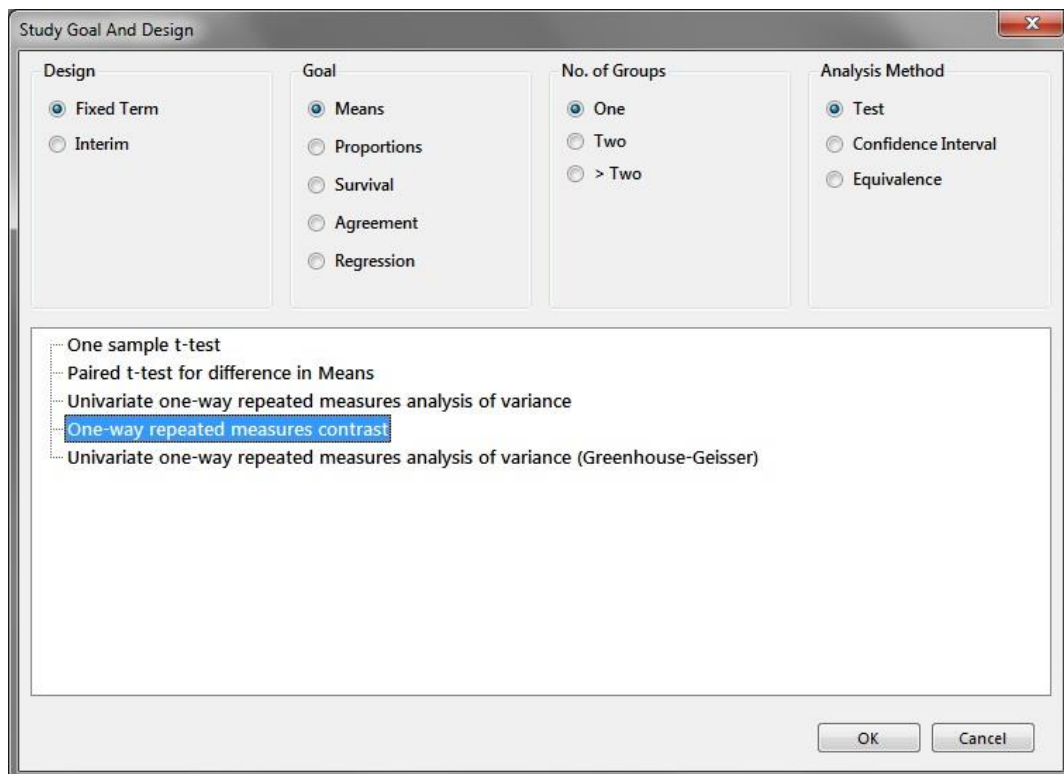 Study Goal And Design
Design
Fixed Term
Interim
Goal
Means
Proportions
Survival
Agreement
Regression
No. of Groups
One
Two
> Two
Analysis Method
Test
Confidence Interval
Equivalence
One sample t-test
Paired t-test for difference in Means
Univariate one-way repeated measures analysis of variance
One-way repeated measures contrast
Univariate one-way repeated measures analysis of variance (Greenhouse-Geisser)
OK
Cancel